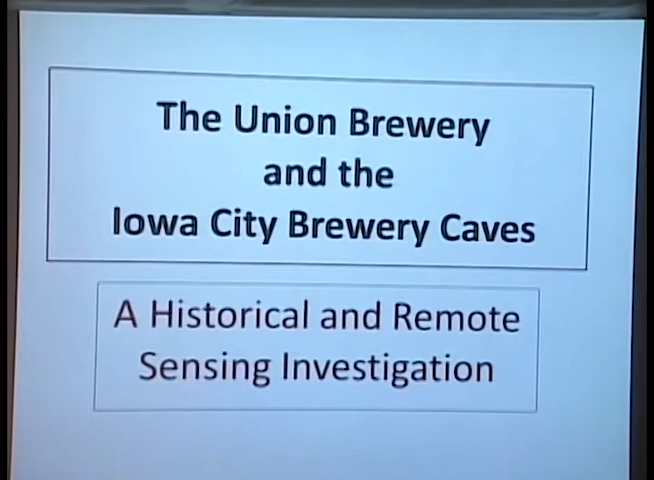 The Union Brewery
and the
Iowa City Brewery Caves
A Historical and Remote
Sensing Investigation